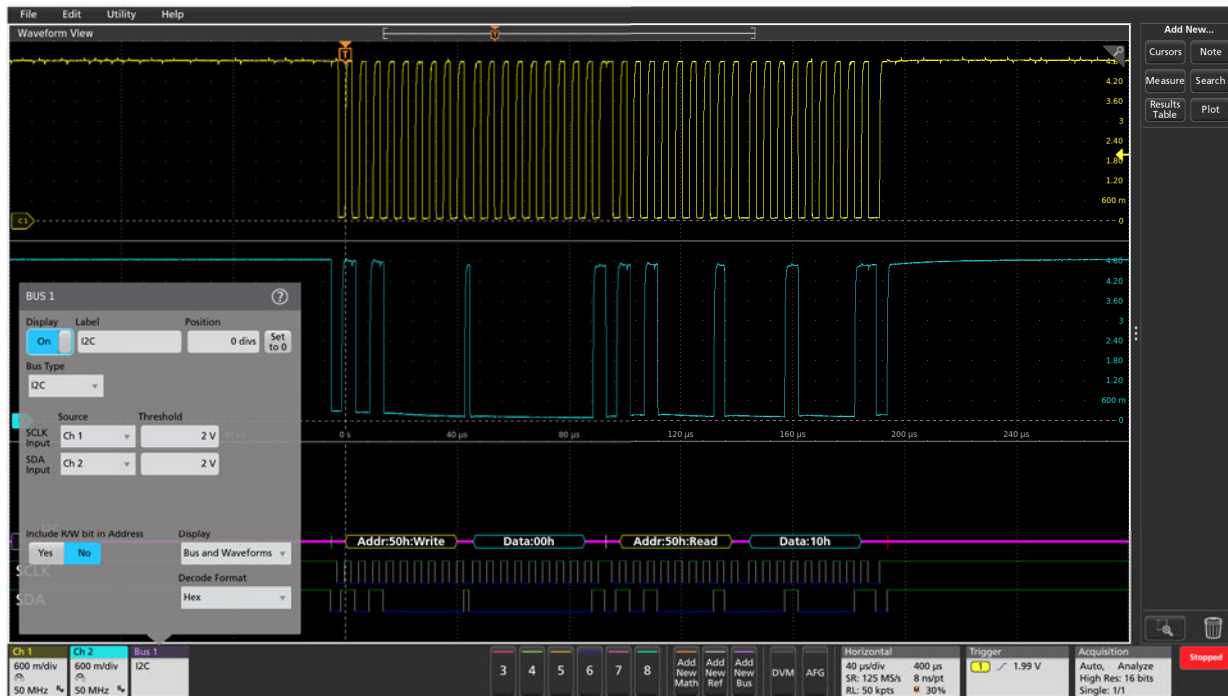 File Edit Utility Help
Waveform View
Add New...
Cursors Note
Measure Search
Results Table Plot
T
T
4.20
3.60
3
2.40
1.80
1.20
600 m
0
C1
4.80
4.20
3.60
3
2.40
1.80
1.20
600 m
0
0 s 40 µs 80 µs 120 µs 160 µs 200 µs 240 µs
BUS 1 ?
Display Label Position
On I2C 0 divs Set to 0
Bus Type
I2C
Source Threshold
SCLK Input Ch 1 2 V
SDA Input Ch 2 2 V
Include R/W bit in Address Display
Yes No Bus and Waveforms
Decode Format
Hex
Addr:50h:Write Data:00h Addr:50h:Read Data:10h
SCLK
SDA
Ch 1
600 m/div
50 MHz
Ch 2
600 m/div
50 MHz
Bus 1
I2C
3 4 5 6 7 8
Add New Math
Add New Ref
Add New Bus
DVM AFG
Horizontal
40 µs/div 400 µs
SR: 125 MS/s 8 ns/pt
RL: 50 kpts 30%
Trigger
1 1.99 V
Acquisition
Auto, Analyze
High Res: 16 bits
Single: 1/1
Stopped